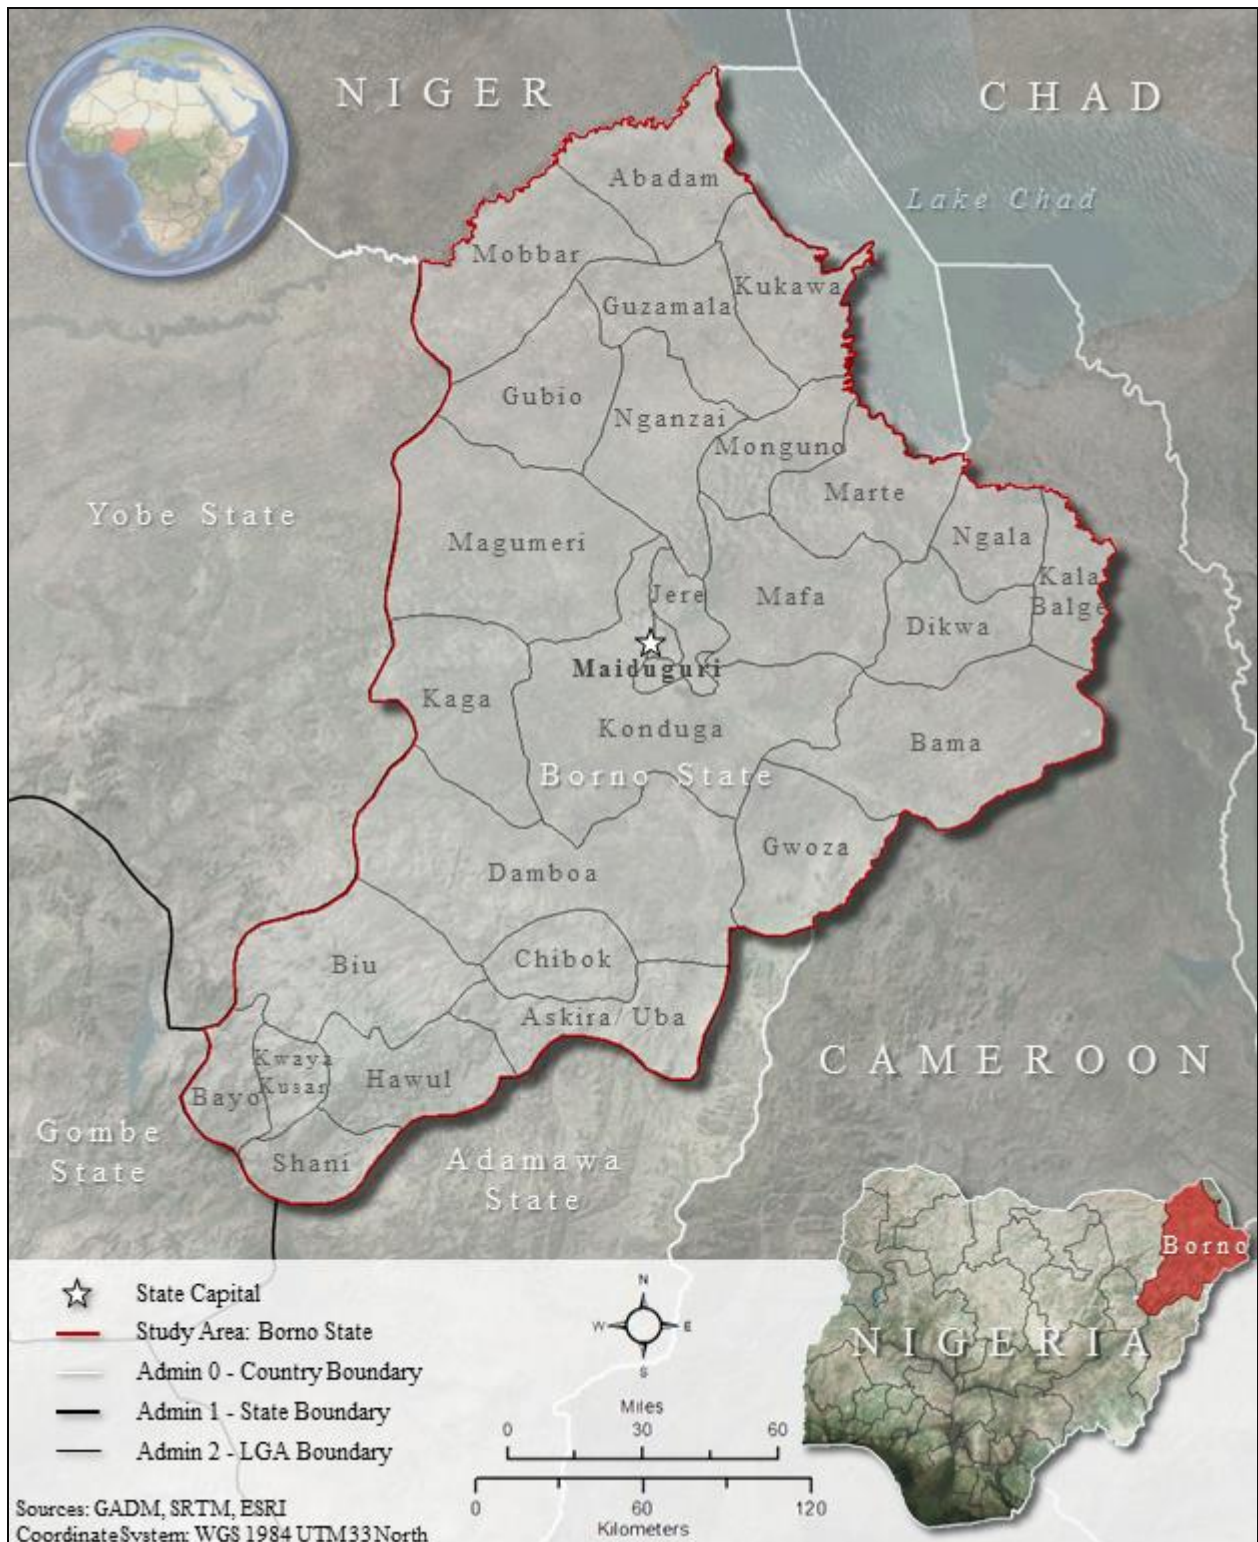 NIGER
CHAD
Abadam
Lake Chad
Mobbar
Kukawa
Guzamala
Gubio
Nganzai
Monguno
Marte
Yobe State
Ngala
Magumeri
Kala
Balge
Jere
Mafa
Dikwa
Maiduguri
Kaga
Konduga
Bama
Borno State
Gwoza
Damboa
Chibok
Biu
Askira/ Uba
Kwaya
Kusar
Hawul
Bayo
CAMEROON
Gombe
State
Shani
Adamawa
State
Borno
NIGERIA
State Capital
Study Area: Borno State
Admin 0 - Country Boundary
Admin 1 - State Boundary
Admin 2 - LGA Boundary
N
W
E
S
Miles
0 30 60
0 60 120
Kilometers
Sources: GADM, SRTM, ESRI
Coordinate System: WGS 1984 UTM 33 North